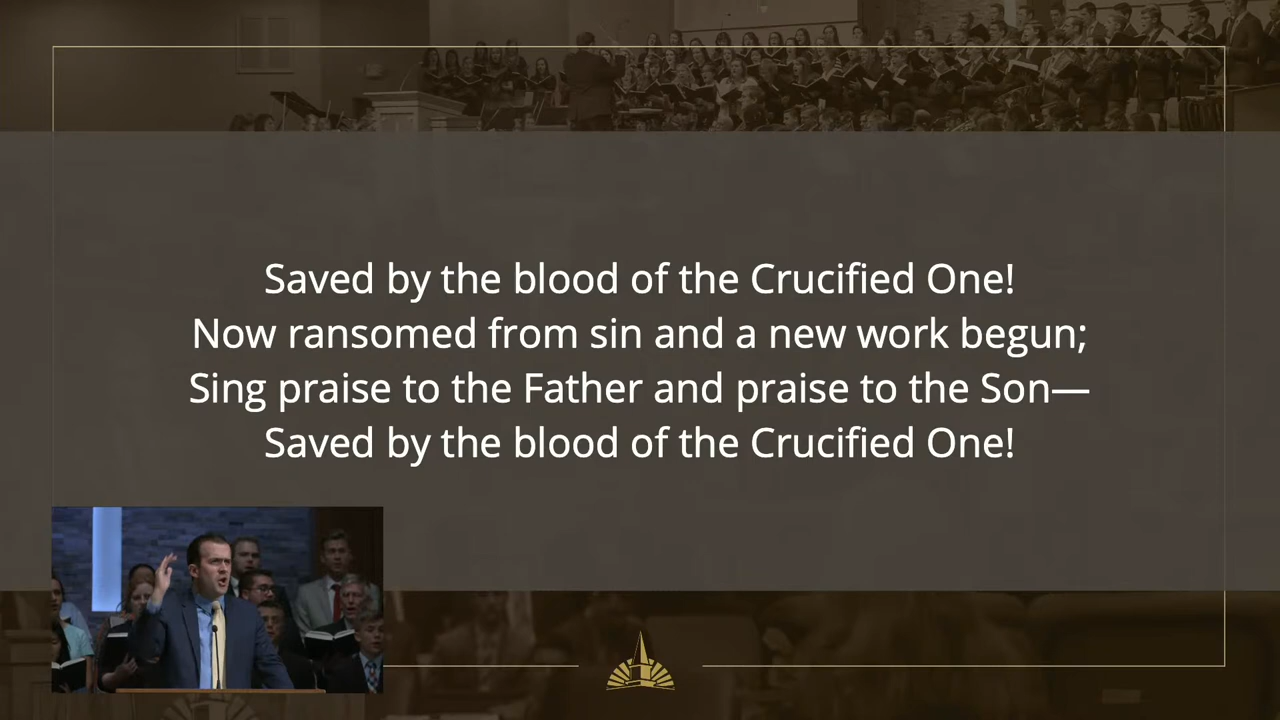 Saved by the blood of the Crucified One!
Now ransomed from sin and a new work begun;
Sing praise to the Father and praise to the Son—
Saved by the blood of the Crucified One!